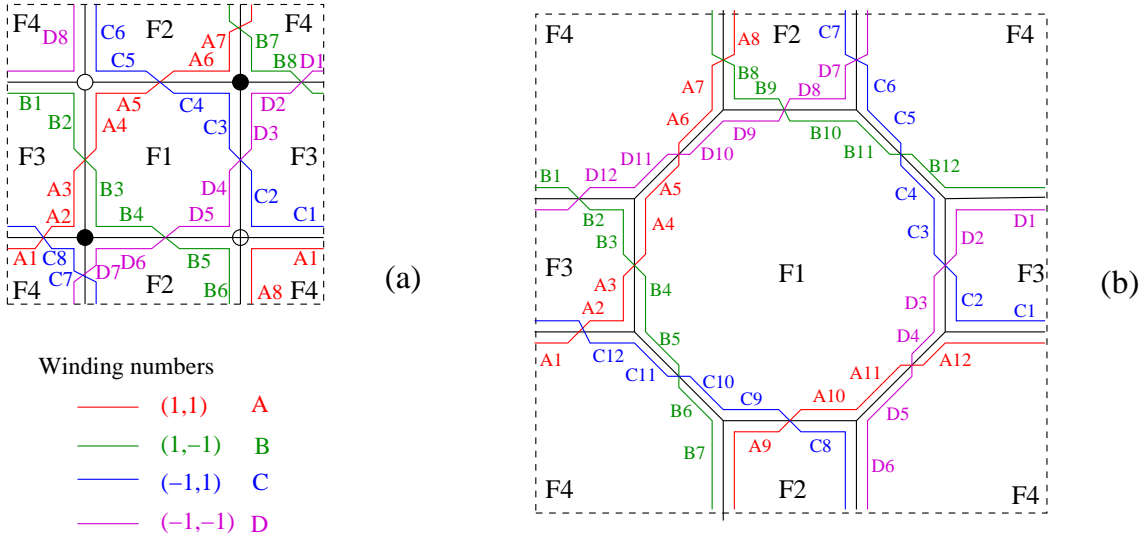 F4 C6 F2 A7 B7 F4
D8 C5 A6 B8 D1
B1 A5 C4 D2
B2 A4 C3 D3
F3 F1 F3
A3 B3 D4 C2
A2 B4 D5 C1
A1 C8 D6 B5 A1
C7 D7 F2 B6 A8
F4 F4
(a)
Winding numbers
(1,1) A
(1,−1) B
(−1,1) C
(−1,−1) D
F4 A8 F2 C7 F4
A7 B8 D7 C6
B9 D8
A6 D9 B10 C5
D11 D10 B11 B12
B1 D12 A5 C4
B2 A4 D1
B3 C3 D2
F3 F1 F3
A3 B4 D3 C2
A2 B5 D4 C1
A1 C12 A11 A12
C11 C10 C9 A10
B6 D5
B7 A9 C8 D6
F4 F2 F4
(b)